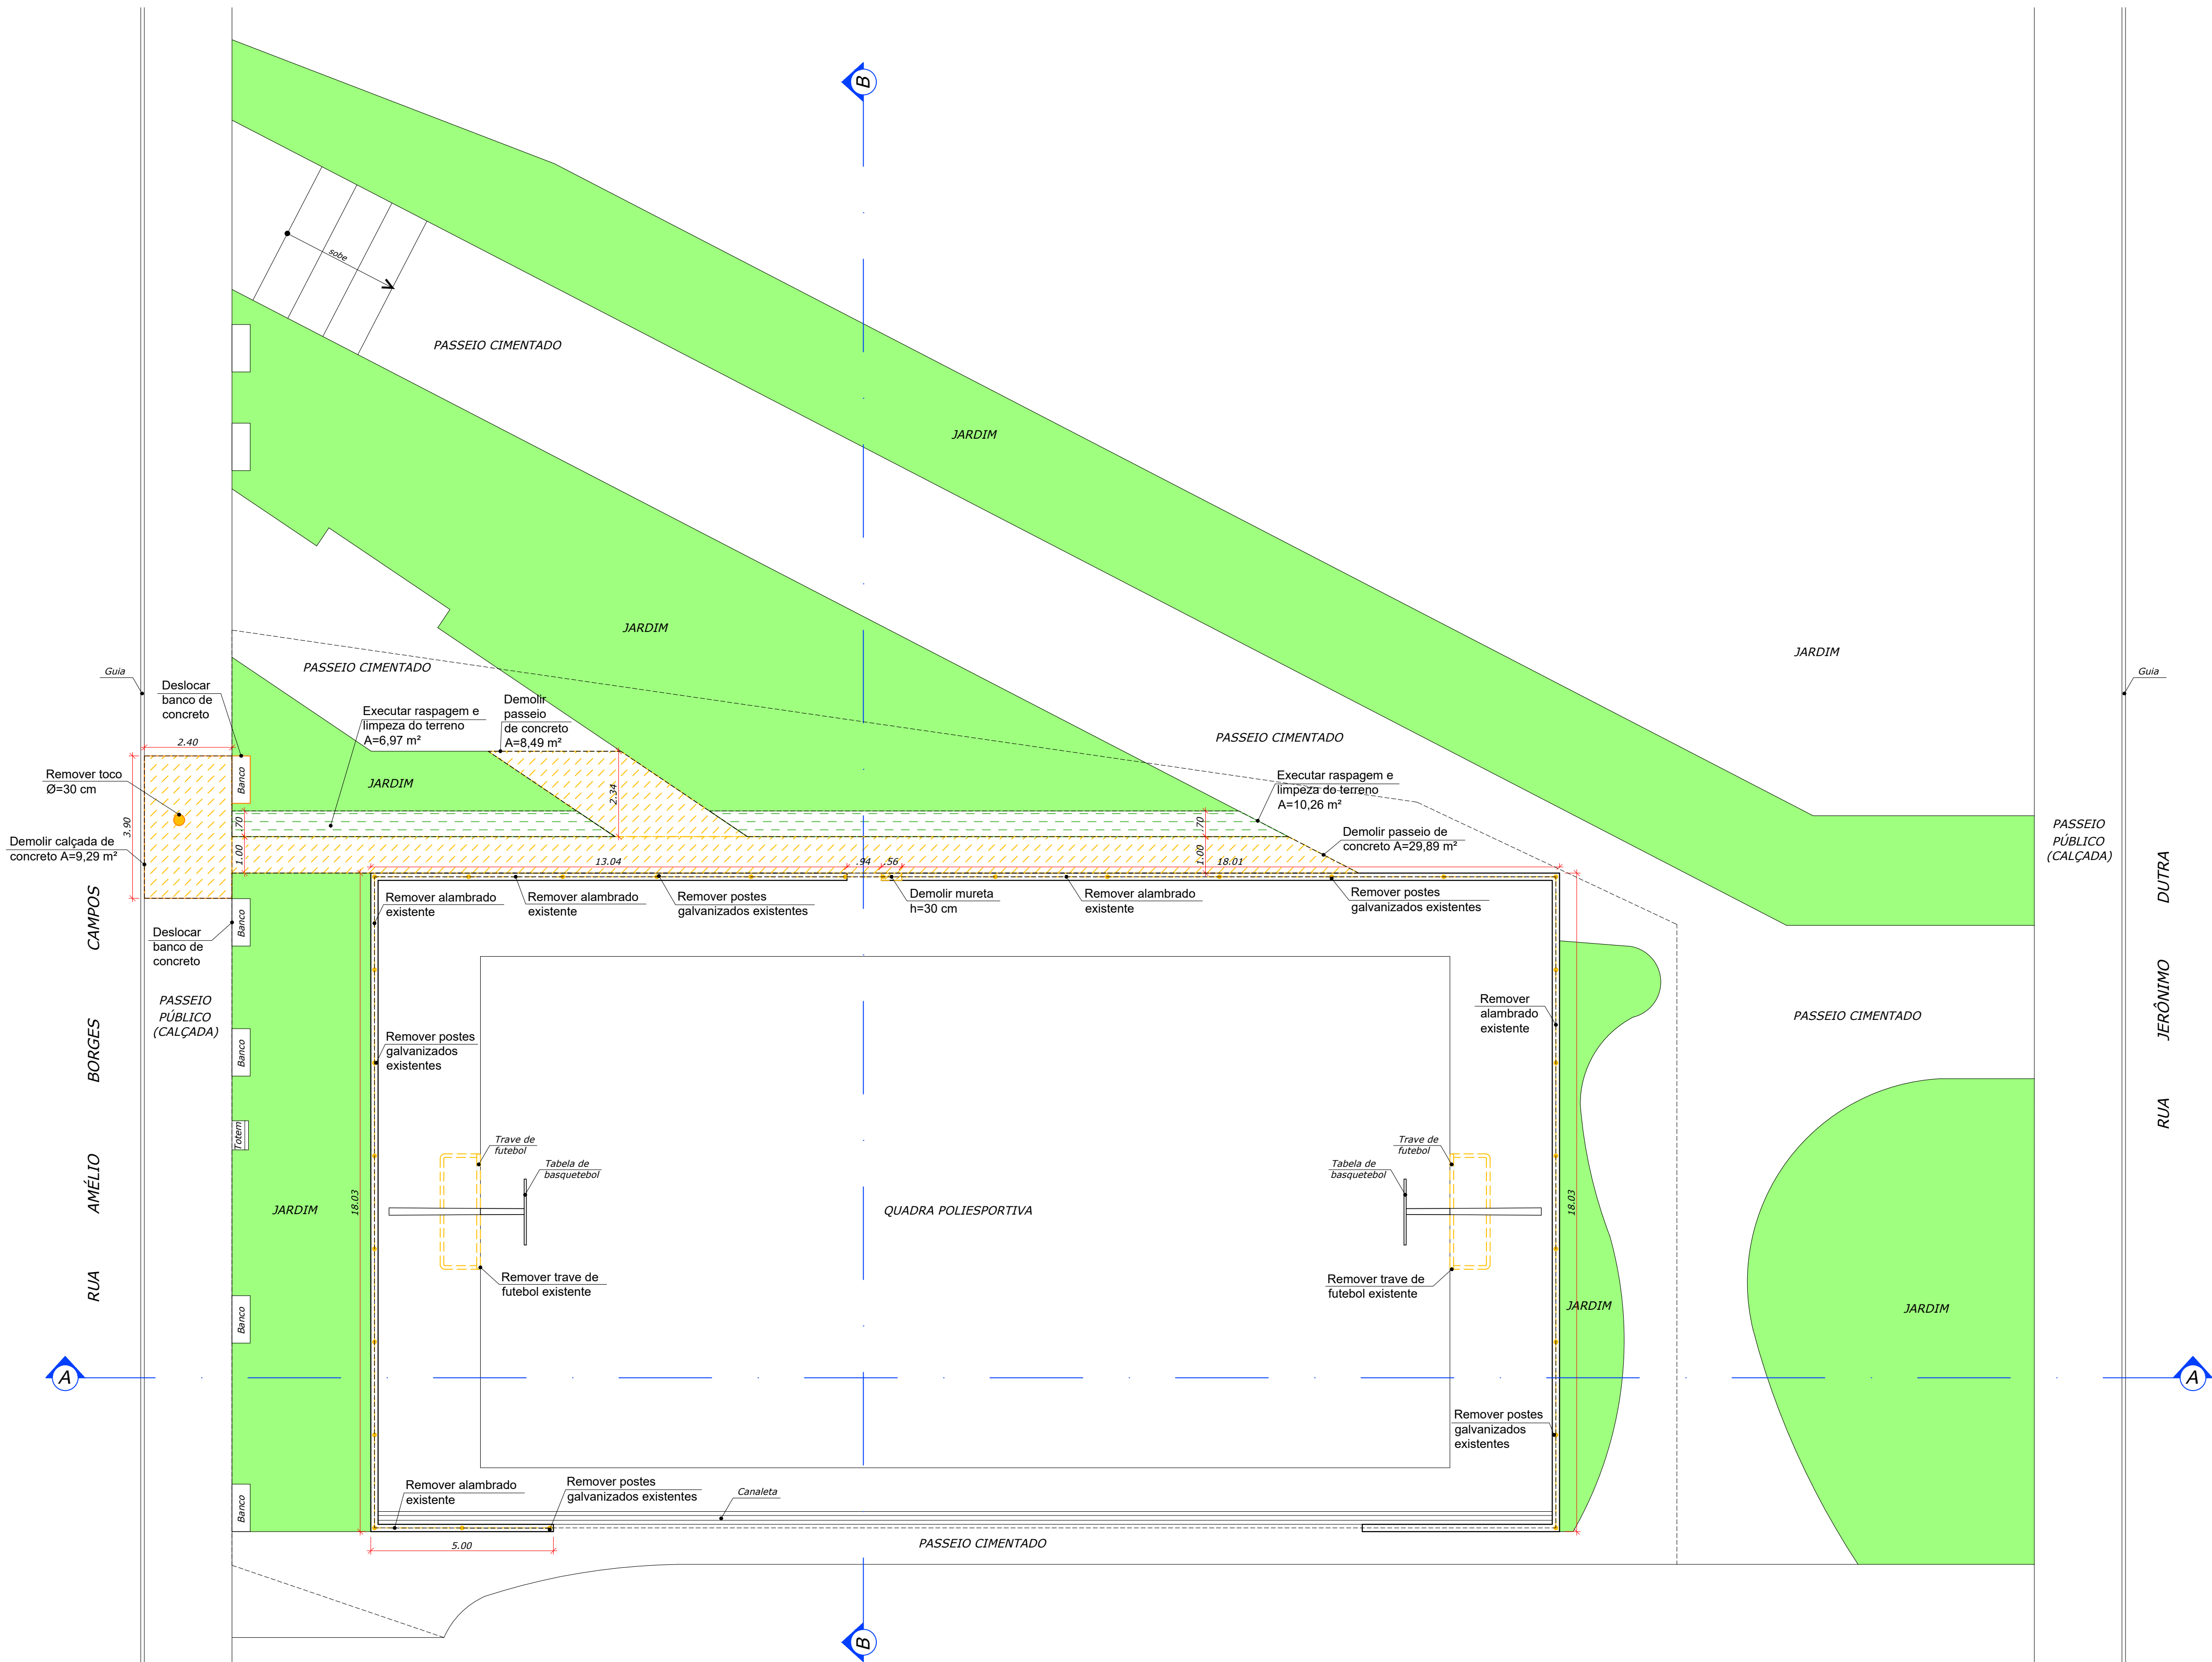 B
sobe
PASSEIO CIMENTADO
JARDIM
JARDIM
JARDIM
PASSEIO CIMENTADO
Guia
Guia
Deslocar
banco de
concreto
Executar raspagem e
limpeza do terreno
A=6,97 m²
Demolir
passeio
de concreto
A=8,49 m²
PASSEIO CIMENTADO
2.40
Remover toco
Ø=30 cm
Banco
JARDIM
2.34
Executar raspagem e
limpeza do terreno
A=10,26 m²
3.90
.70
1.00
.70
1.00
Demolir calçada de
concreto A=9,29 m²
Demolir passeio de
concreto A=29,89 m²
PASSEIO
PÚBLICO
(CALÇADA)
13.04
.94
.56
18.01
Remover alambrado
existente
Remover alambrado
existente
Remover postes
galvanizados existentes
Demolir mureta
h=30 cm
Remover alambrado
existente
Remover postes
galvanizados existentes
Banco
Deslocar
banco de
concreto
PASSEIO
PÚBLICO
(CALÇADA)
Remover
alambrado
existente
PASSEIO CIMENTADO
Remover postes
galvanizados
existentes
Banco
Totem
Trave de
futebol
Tabela de
basquetebol
Trave de
futebol
Tabela de
basquetebol
JARDIM
18.03
QUADRA POLIESPORTIVA
18.03
Remover trave de
futebol existente
Remover trave de
futebol existente
Banco
JARDIM
JARDIM
RUA AMÉLIO BORGES CAMPOS
RUA JERÔNIMO DUTRA
A
A
Remover postes
galvanizados
existentes
Remover alambrado
existente
Remover postes
galvanizados existentes
Canaleta
Banco
5.00
PASSEIO CIMENTADO
B